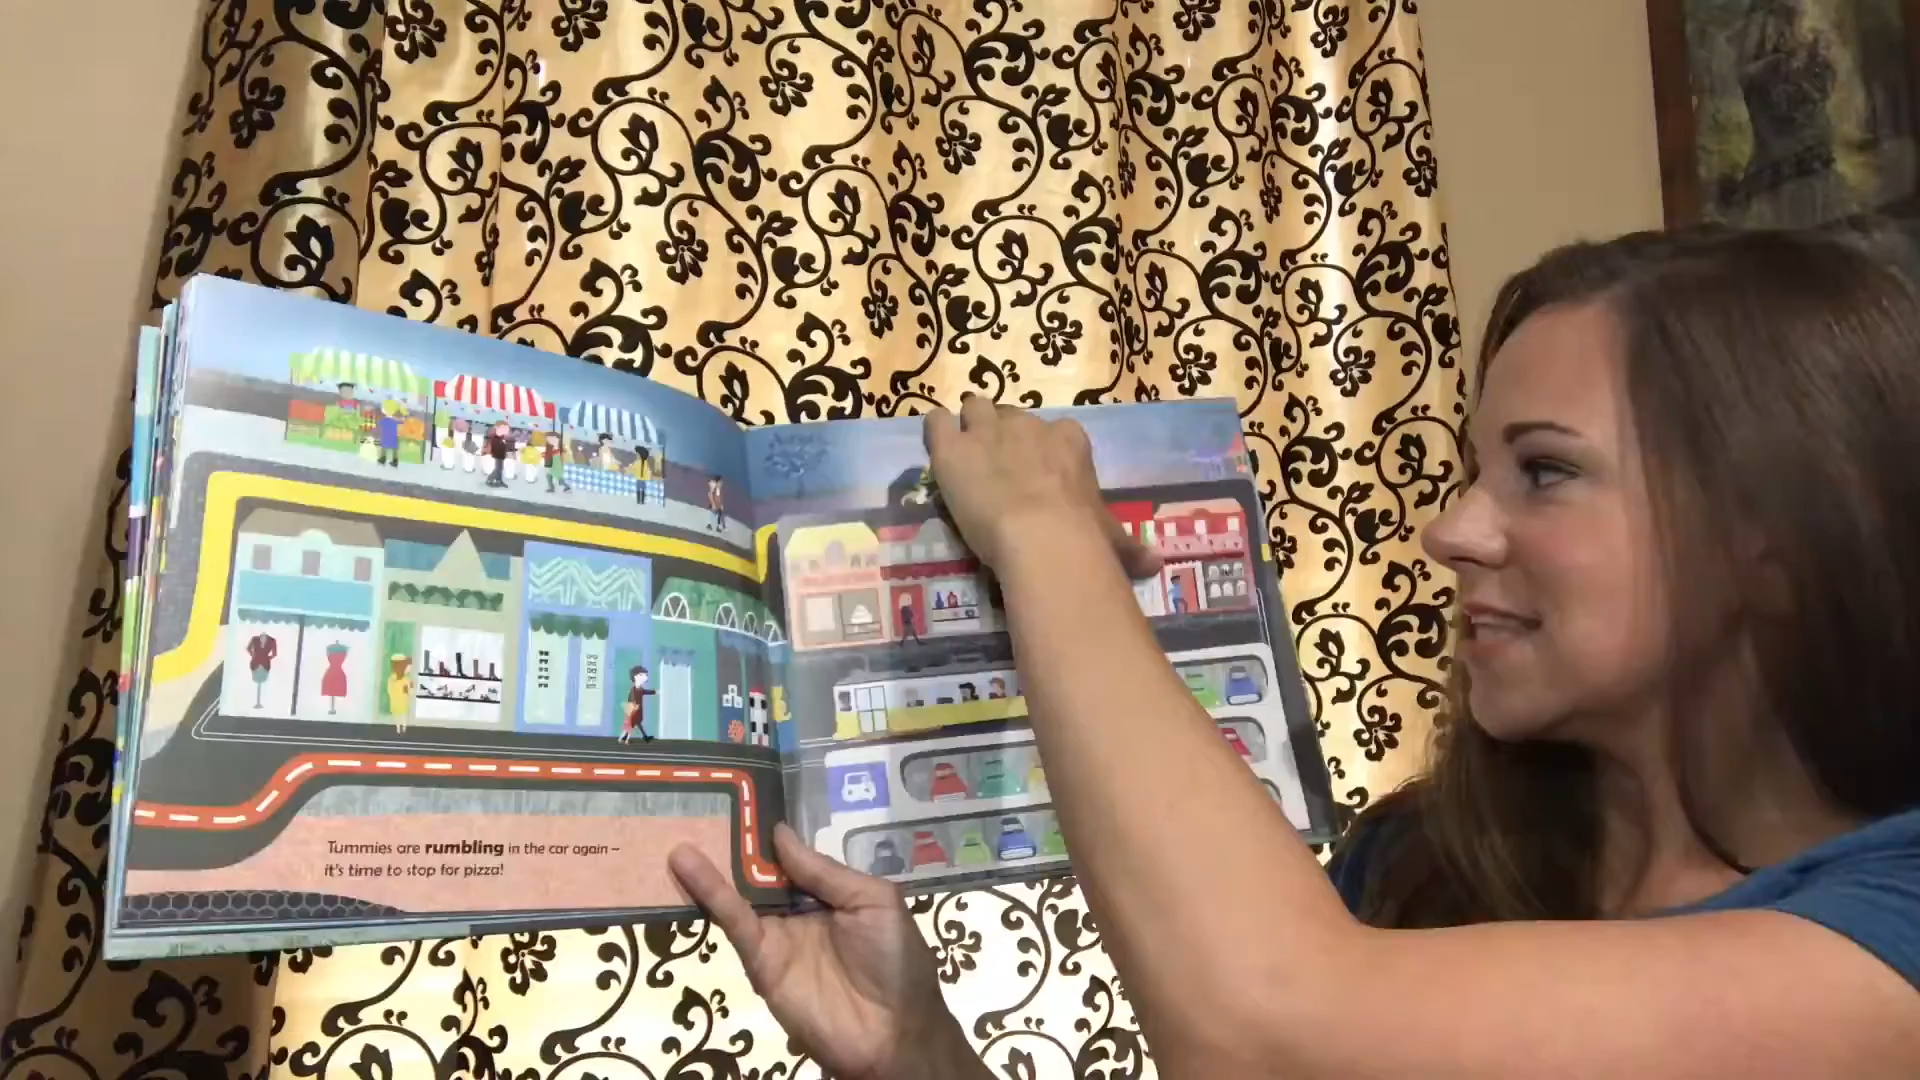 Tummies are rumbling in the car again –
it's time to stop for pizza!